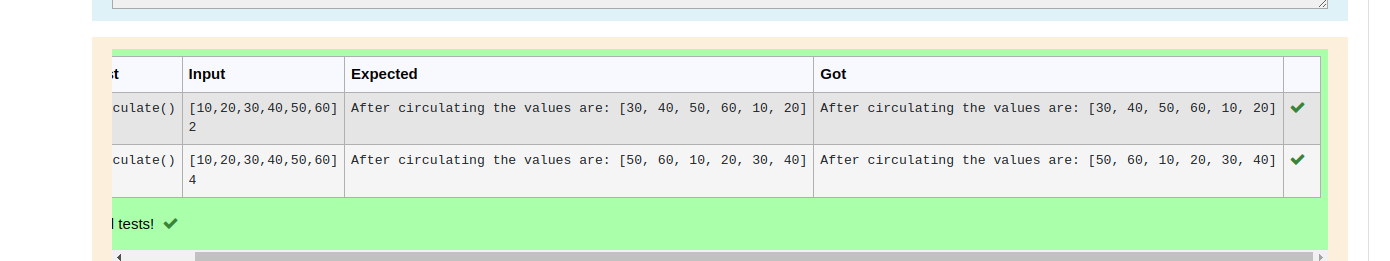 st Input Expected Got
culate() [10,20,30,40,50,60] After circulating the values are: [30, 40, 50, 60, 10, 20] After circulating the values are: [30, 40, 50, 60, 10, 20]
2
culate() [10,20,30,40,50,60] After circulating the values are: [50, 60, 10, 20, 30, 40] After circulating the values are: [50, 60, 10, 20, 30, 40]
4
l tests!